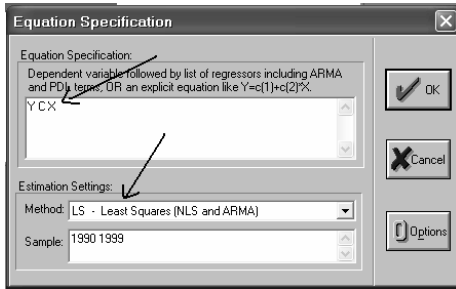 Equation Specification
Equation Specification:
Dependent variable followed by list of regressors including ARMA
and PDL terms, OR an explicit equation like Y=c(1)+c(2)*X.
Y C X
OK
Cancel
Estimation Settings:
Method: LS - Least Squares (NLS and ARMA)
Sample: 1990 1999
Options